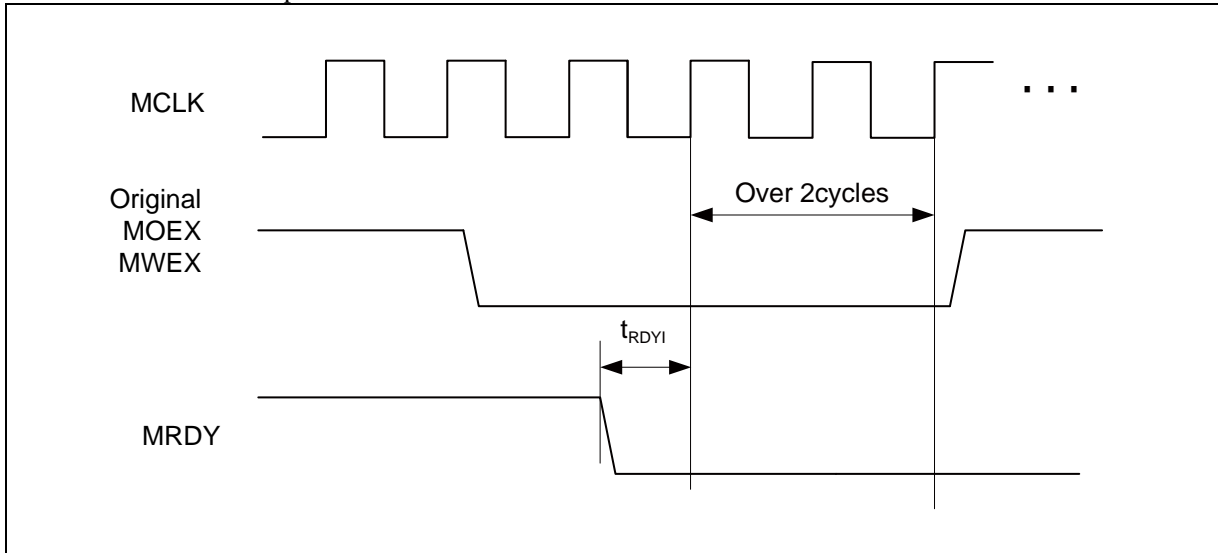 MCLK
. . .
Original
MOEX
MWEX
Over 2cycles
tRDYI
MRDY